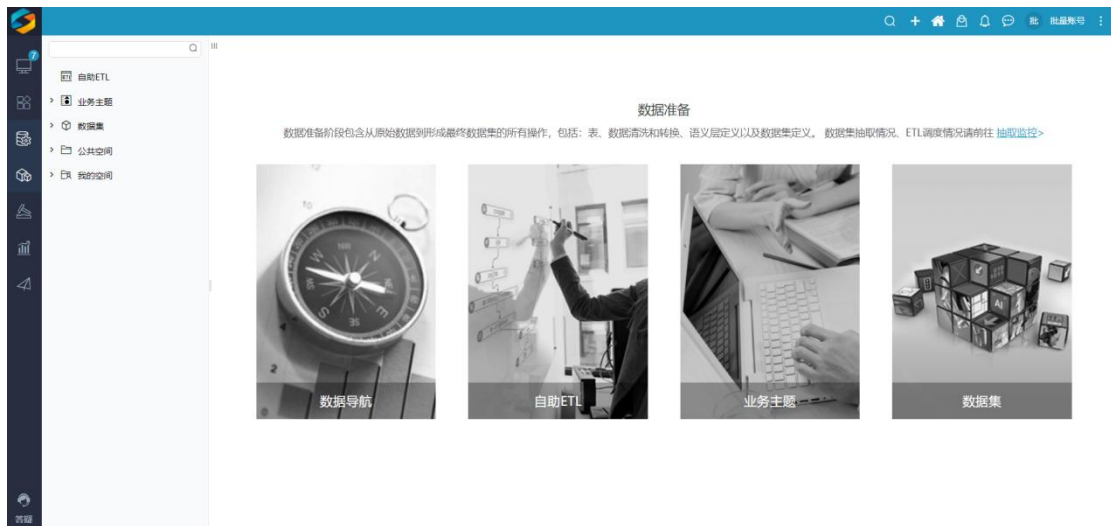 批
批量账号
7
自助ETL
业务主题
数据集
公共空间
我的空间
答疑
数据准备
数据准备阶段包含从原始数据到形成最终数据集的所有操作，包括：表、数据清洗和转换、语义层定义以及数据集定义。 数据集抽取情况、ETL调度情况请前往 抽取监控>
数据导航
自助ETL
业务主题
数据集